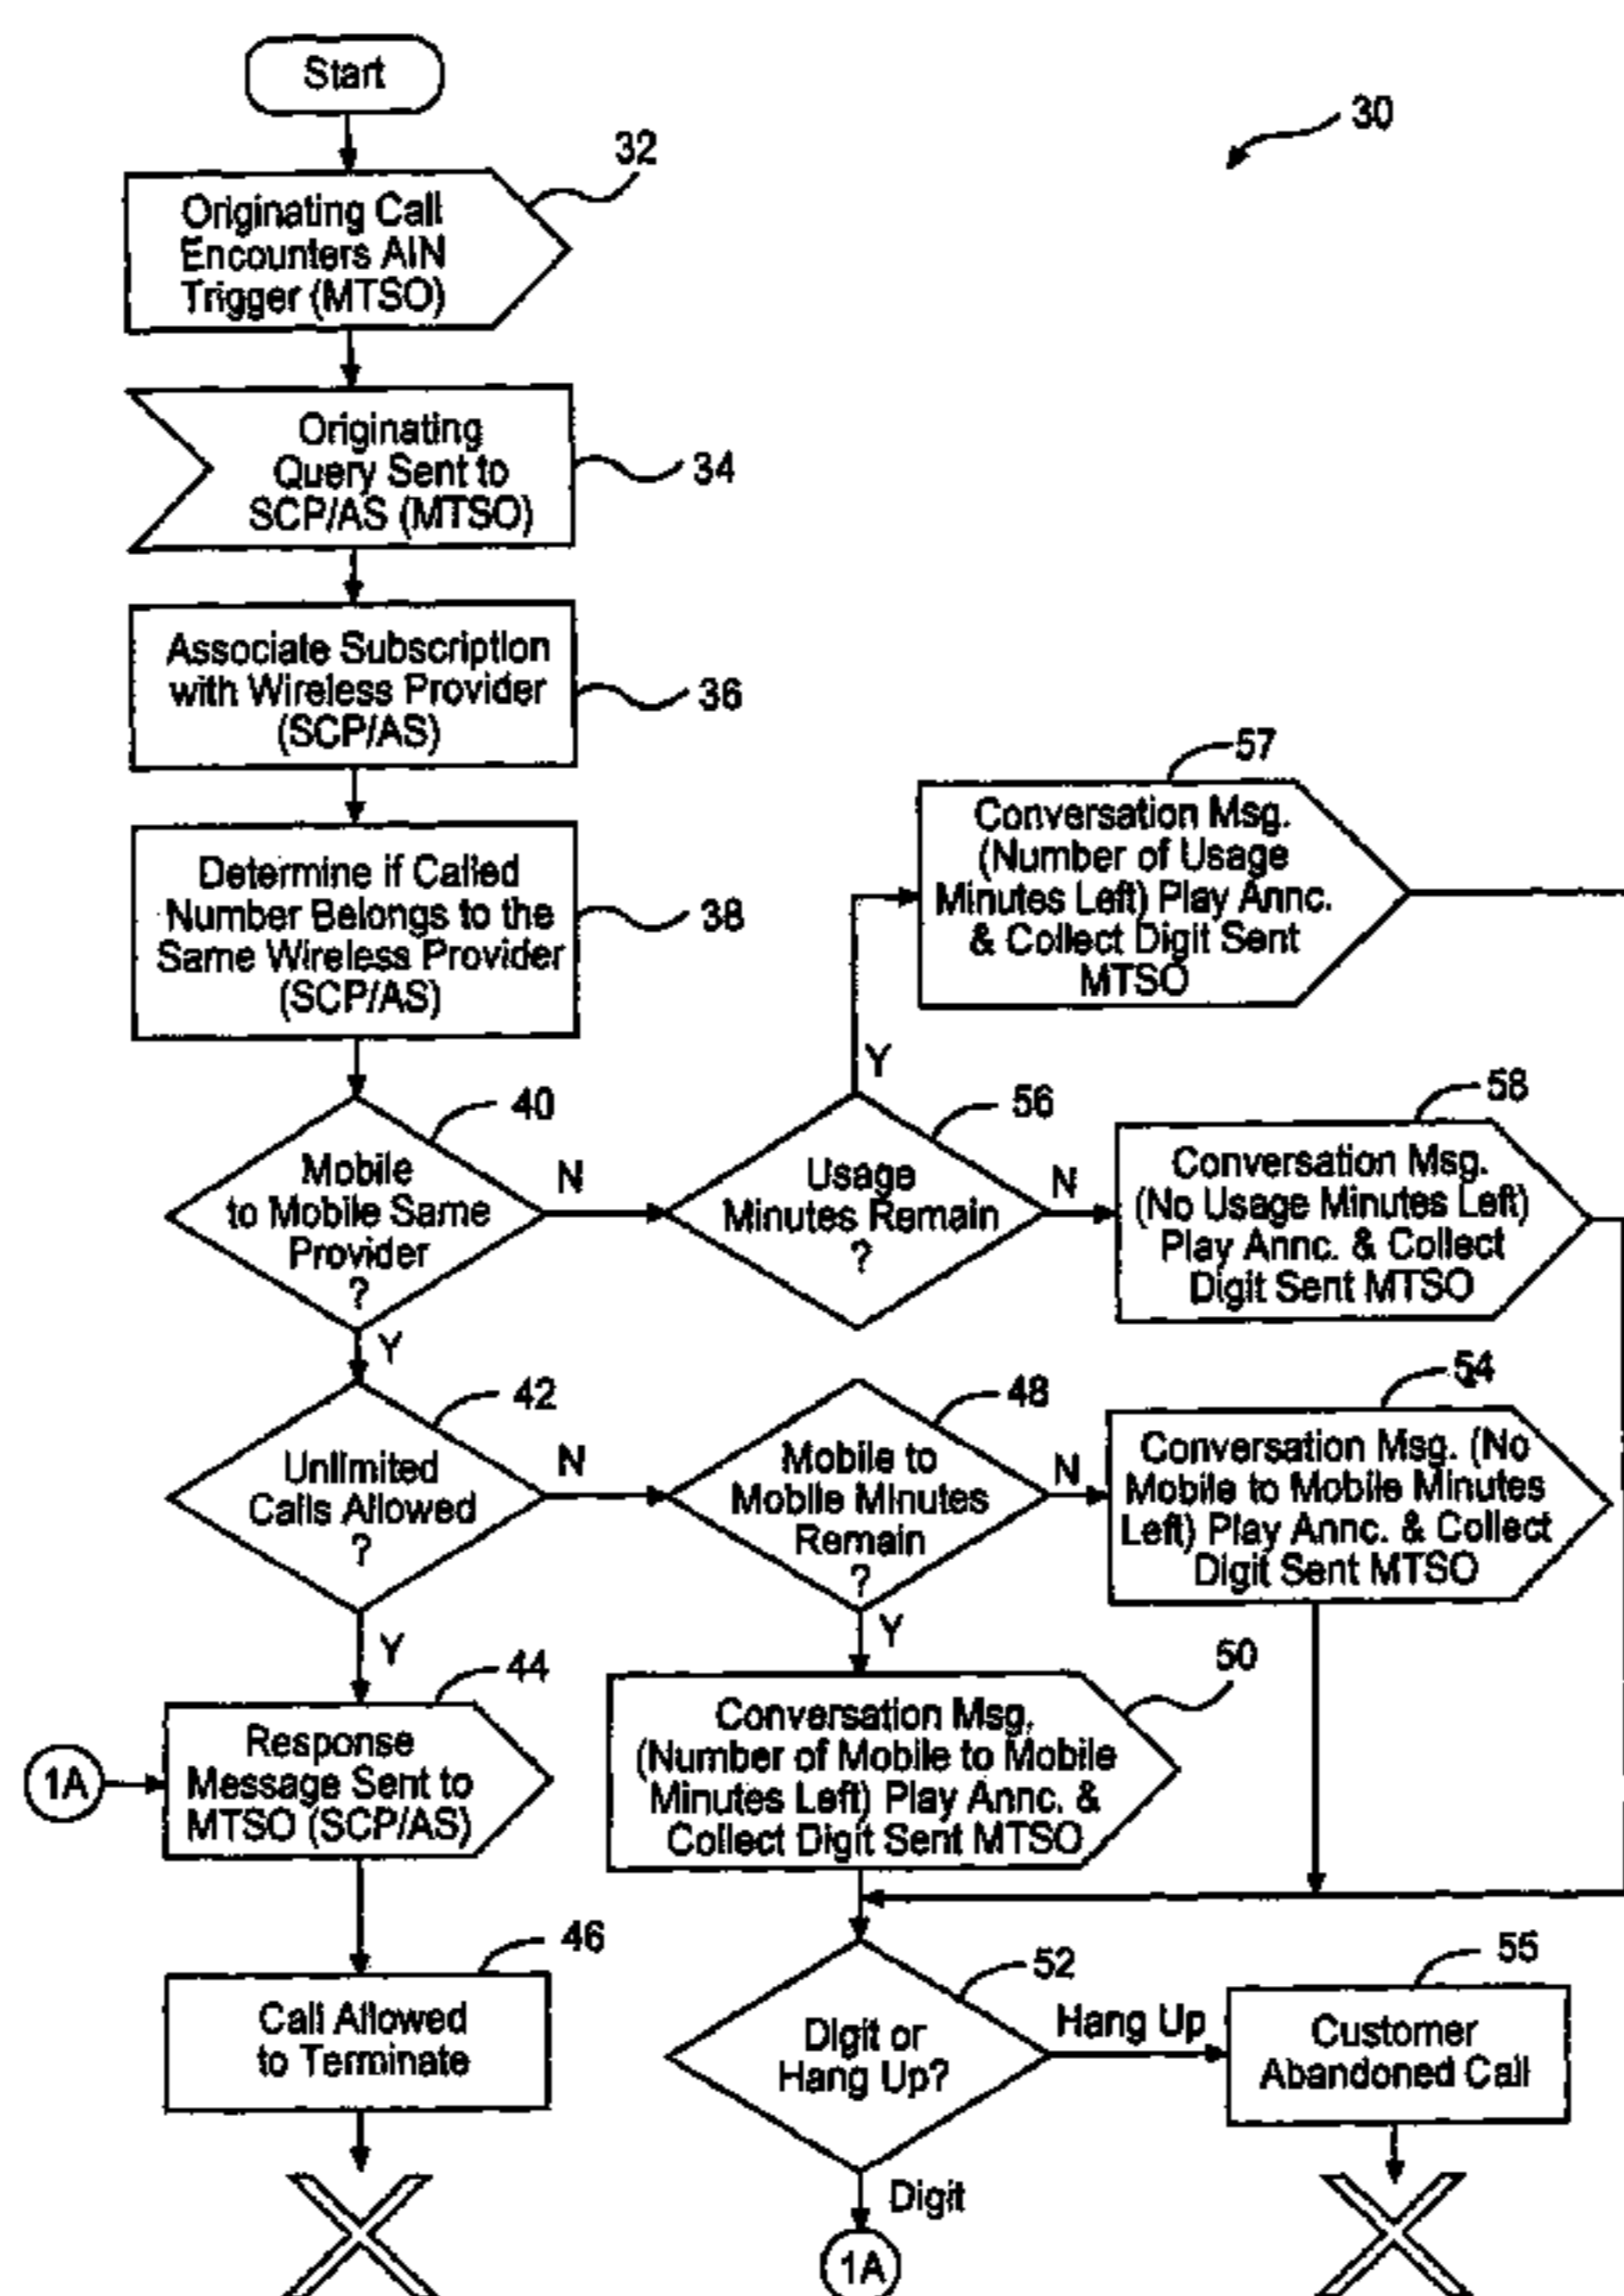 Start
30
32
Originating Call
Encounters AIN
Trigger (MTSO)
Originating
Query Sent to
SCP/AS (MTSO)
34
Associate Subscription
with Wireless Provider
(SCP/AS)
36
Determine if Called
Number Belongs to the
Same Wireless Provider
(SCP/AS)
38
57
Conversation Msg.
(Number of Usage
Minutes Left) Play Annc.
& Collect Digit Sent
MTSO
Y
40
Mobile
to Mobile Same
Provider
?
N
56
Usage
Minutes Remain
?
N
58
Conversation Msg.
(No Usage Minutes Left)
Play Annc. & Collect
Digit Sent MTSO
Y
42
Unlimited
Calls Allowed
?
N
48
Mobile to
Mobile Minutes
Remain
?
N
54
Conversation Msg. (No
Mobile to Mobile Minutes
Left) Play Annc. & Collect
Digit Sent MTSO
Y
Y
44
1A
Response
Message Sent to
MTSO (SCP/AS)
50
Conversation Msg.
(Number of Mobile to Mobile
Minutes Left) Play Annc. &
Collect Digit Sent MTSO
46
Call Allowed
to Terminate
52
Digit or
Hang Up?
Hang Up
55
Customer
Abandoned Call
Digit
1A